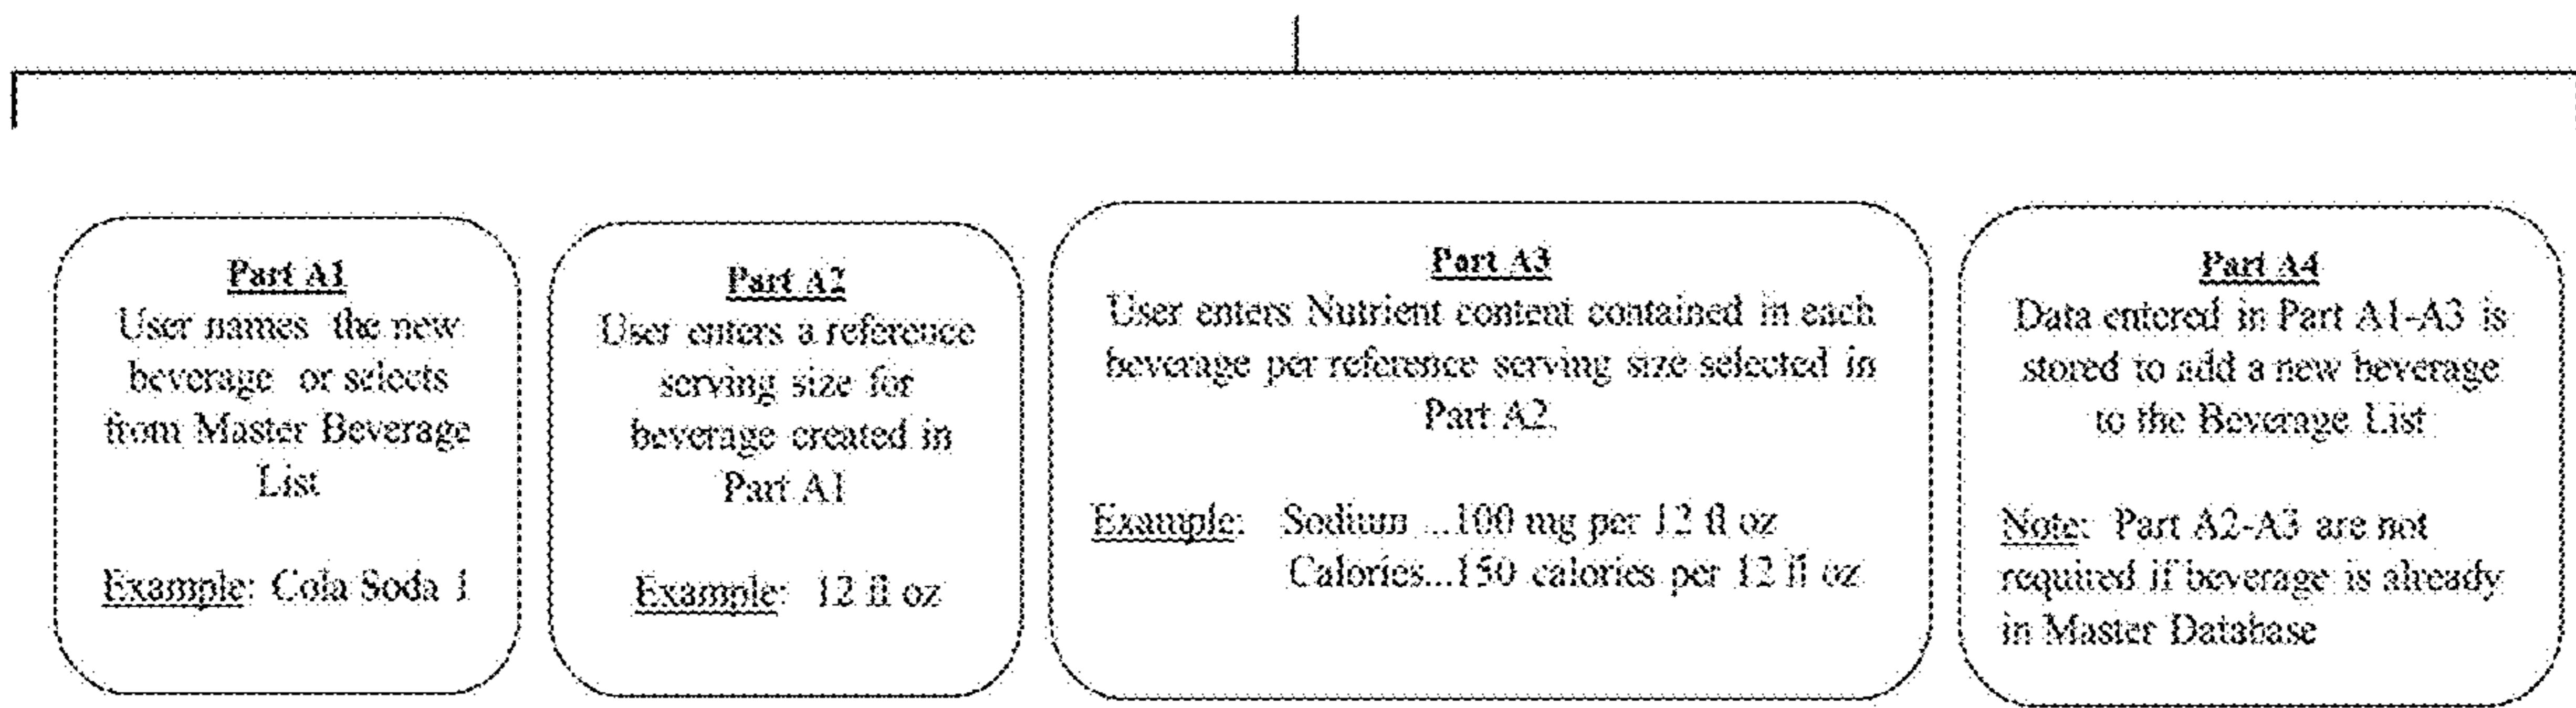 Part A1
User names the new
beverage or selects
from Master Beverage
List
Example: Cola Soda 1
Part A2
User enters a reference
serving size for
beverage created in
Part A1
Example: 12 fl oz
Part A3
User enters Nutrient content contained in each
beverage per reference serving size selected in
Part A2.
Example: Sodium ...100 mg per 12 fl oz
Calories...150 calories per 12 fl oz
Part A4
Data entered in Part A1-A3 is
stored to add a new beverage
to the Beverage List
Note: Part A2-A3 are not
required if beverage is already
in Master Database